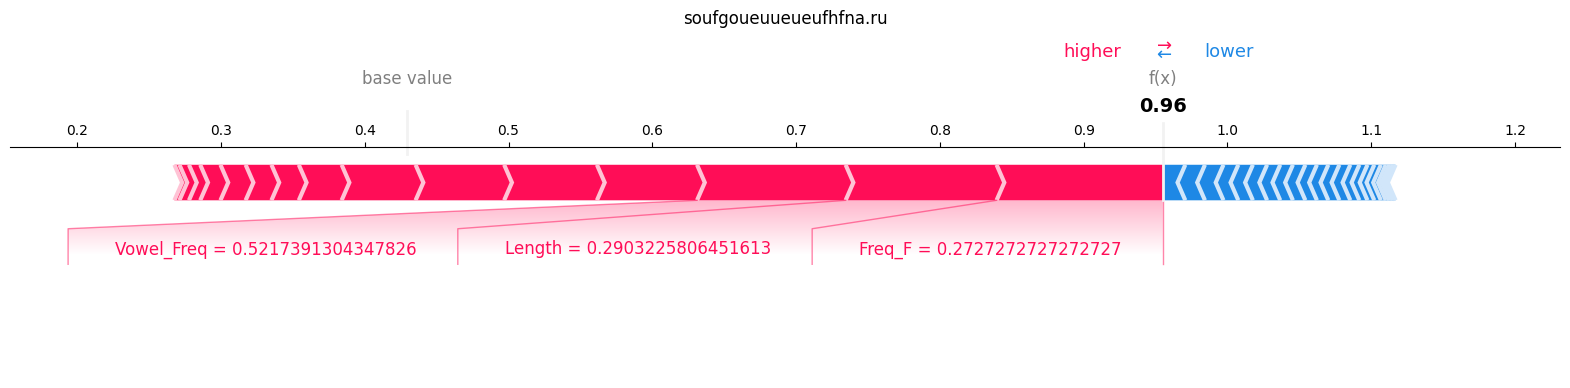 soufgoueuueueufhfna.ru
higher → ← lower
base value f(x)
0.96
0.2 0.3 0.4 0.5 0.6 0.7 0.8 0.9 1.0 1.1 1.2
Vowel_Freq = 0.5217391304347826 Length = 0.2903225806451613 Freq_F = 0.2727272727272727